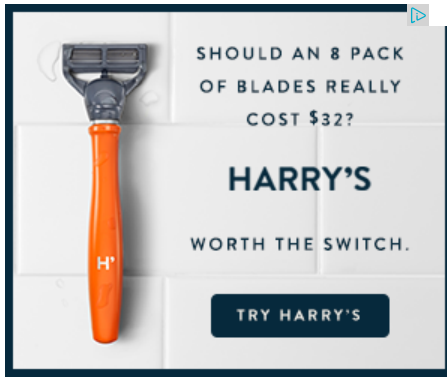 SHOULD AN 8 PACK
OF BLADES REALLY
COST $32?
HARRY'S
H'
WORTH THE SWITCH.
TRY HARRY'S